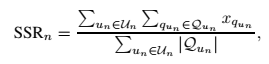 SSRₙ = \frac{\sum_{u_n \in \mathcal{U}_n} \sum_{q_{u_n} \in \mathcal{Q}_{u_n}} x_{q_{u_n}}}{\sum_{u_n \in \mathcal{U}_n} |\mathcal{Q}_{u_n}|},